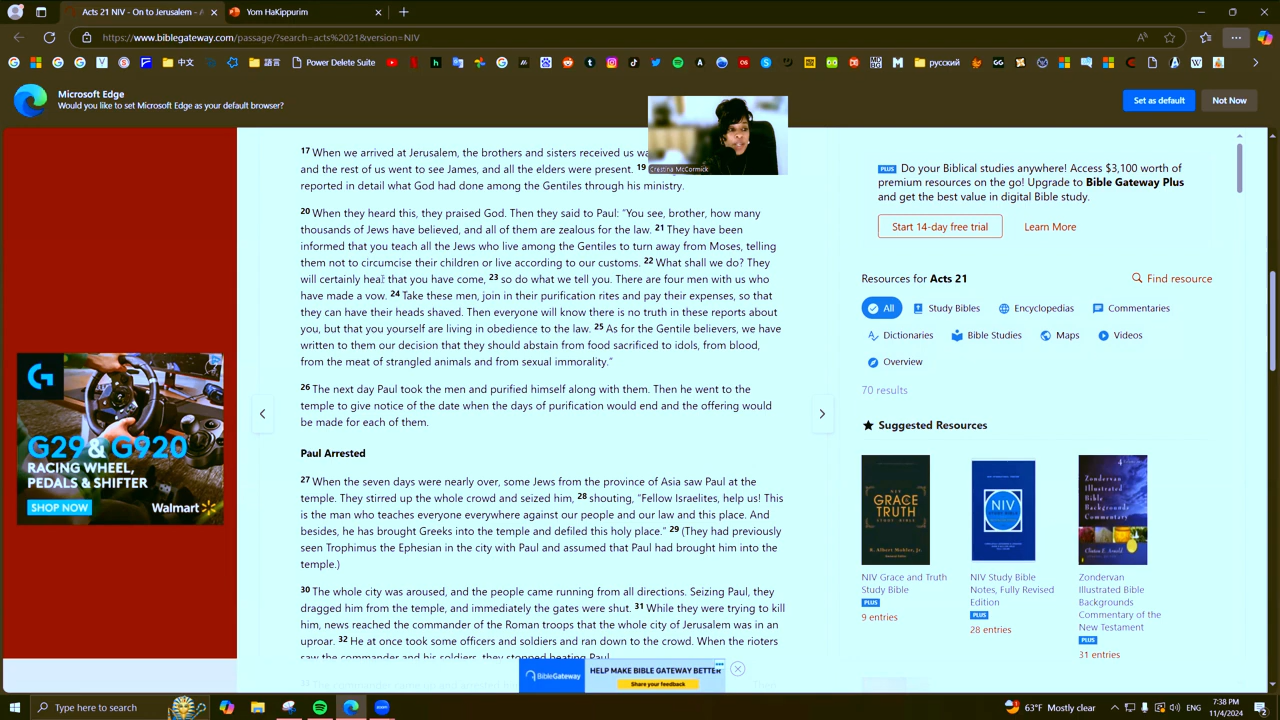 Acts 21 NIV - On to Jerusalem - A
Yom HaKippurim
https://www.biblegateway.com/passage/?search=acts%2021&version=NIV
Power Delete Suite
русский
Microsoft Edge
Would you like to set Microsoft Edge as your default browser?
Set as default
Not Now
17 When we arrived at Jerusalem, the brothers and sisters received us
and the rest of us went to see James, and all the elders were present. 19
reported in detail what God had done among the Gentiles through his ministry.
20 When they heard this, they praised God. Then they said to Paul: "You see, brother, how many
thousands of Jews have believed, and all of them are zealous for the law. 21 They have been
informed that you teach all the Jews who live among the Gentiles to turn away from Moses, telling
them not to circumcise their children or live according to our customs. 22 What shall we do? They
will certainly hear that you have come, 23 so do what we tell you. There are four men with us who
have made a vow. 24 Take these men, join in their purification rites and pay their expenses, so that
they can have their heads shaved. Then everyone will know there is no truth in these reports about
you, but that you yourself are living in obedience to the law. 25 As for the Gentile believers, we have
written to them our decision that they should abstain from food sacrificed to idols, from blood,
from the meat of strangled animals and from sexual immorality."
26 The next day Paul took the men and purified himself along with them. Then he went to the
temple to give notice of the date when the days of purification would end and the offering would
be made for each of them.
Paul Arrested
27 When the seven days were nearly over, some Jews from the province of Asia saw Paul at the
temple. They stirred up the whole crowd and seized him, 28 shouting, "Fellow Israelites, help us! This
is the man who teaches everyone everywhere against our people and our law and this place. And
besides, he has brought Greeks into the temple and defiled this holy place." 29 (They had previously
seen Trophimus the Ephesian in the city with Paul and assumed that Paul had brought him into the
temple.)
30 The whole city was aroused, and the people came running from all directions. Seizing Paul, they
dragged him from the temple, and immediately the gates were shut. 31 While they were trying to kill
him, news reached the commander of the Roman troops that the whole city of Jerusalem was in an
uproar. 32 He at once took some officers and soldiers and ran down to the crowd. When the rioters
saw the commander and his soldiers, they stopped beating Paul.
Crestina McCormick
G29 & G920
RACING WHEEL,
PEDALS & SHIFTER
SHOP NOW
Walmart
PLUS Do your Biblical studies anywhere! Access $3,100 worth of
premium resources on the go! Upgrade to Bible Gateway Plus
and get the best value in digital Bible study.
Start 14-day free trial
Learn More
Resources for Acts 21
Find resource
All
Study Bibles
Encyclopedias
Commentaries
Dictionaries
Bible Studies
Maps
Videos
Overview
70 results
Suggested Resources
NIV
GRACE
TRUTH
STUDY BIBLE
R. Albert Mohler, Jr.
NIV
Zondervan
Illustrated
Bible
Backgrounds
Commentary
Clinton E. Arnold
NIV Grace and Truth
Study Bible
PLUS
9 entries
NIV Study Bible
Notes, Fully Revised
Edition
PLUS
28 entries
Zondervan
Illustrated Bible
Backgrounds
Commentary of the
New Testament
PLUS
31 entries
BibleGateway
HELP MAKE BIBLE GATEWAY BETTER
Share your feedback
Type here to search
63°F Mostly clear
ENG
7:38 PM
11/4/2024